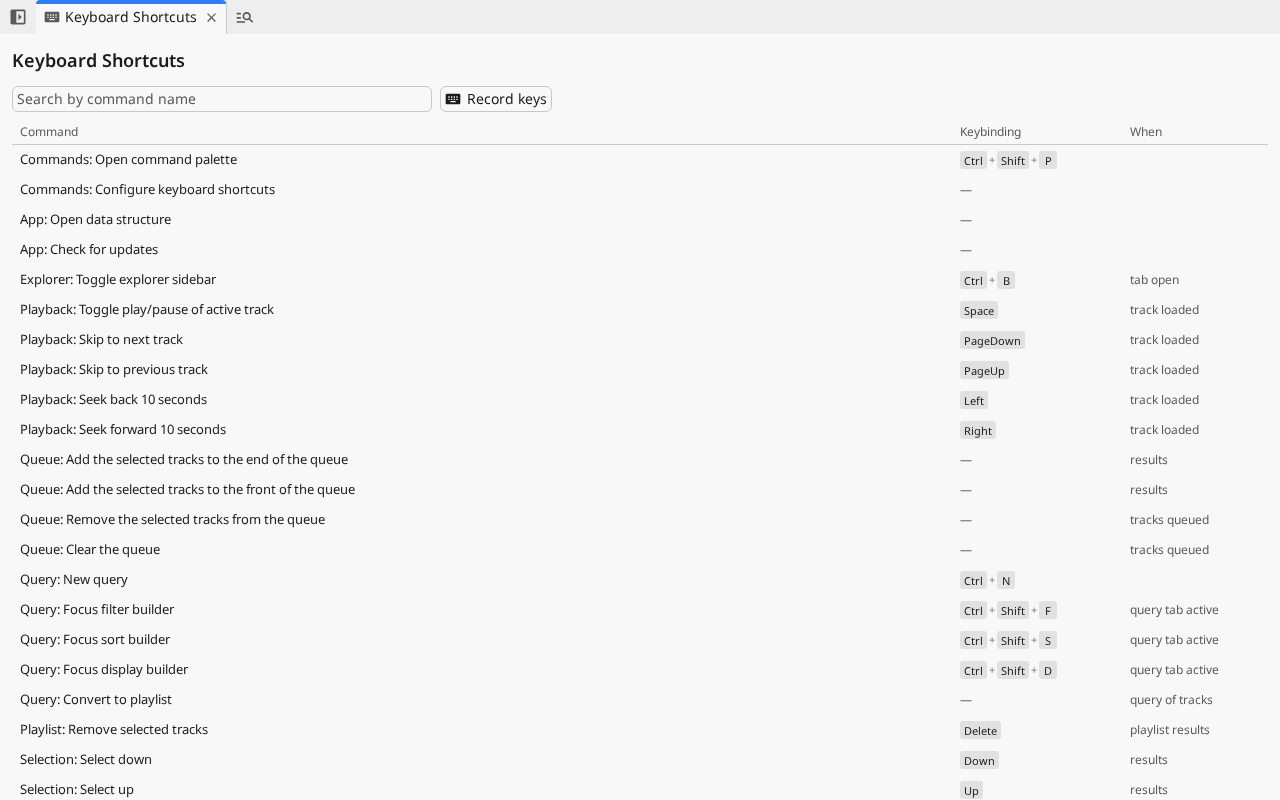 Keyboard Shortcuts
Keyboard Shortcuts
Search by command name Record keys
Command Keybinding When
Commands: Open command palette Ctrl + Shift + P
Commands: Configure keyboard shortcuts —
App: Open data structure —
App: Check for updates —
Explorer: Toggle explorer sidebar Ctrl + B tab open
Playback: Toggle play/pause of active track Space track loaded
Playback: Skip to next track PageDown track loaded
Playback: Skip to previous track PageUp track loaded
Playback: Seek back 10 seconds Left track loaded
Playback: Seek forward 10 seconds Right track loaded
Queue: Add the selected tracks to the end of the queue — results
Queue: Add the selected tracks to the front of the queue — results
Queue: Remove the selected tracks from the queue — tracks queued
Queue: Clear the queue — tracks queued
Query: New query Ctrl + N
Query: Focus filter builder Ctrl + Shift + F query tab active
Query: Focus sort builder Ctrl + Shift + S query tab active
Query: Focus display builder Ctrl + Shift + D query tab active
Query: Convert to playlist — query of tracks
Playlist: Remove selected tracks Delete playlist results
Selection: Select down Down results
Selection: Select up Up results